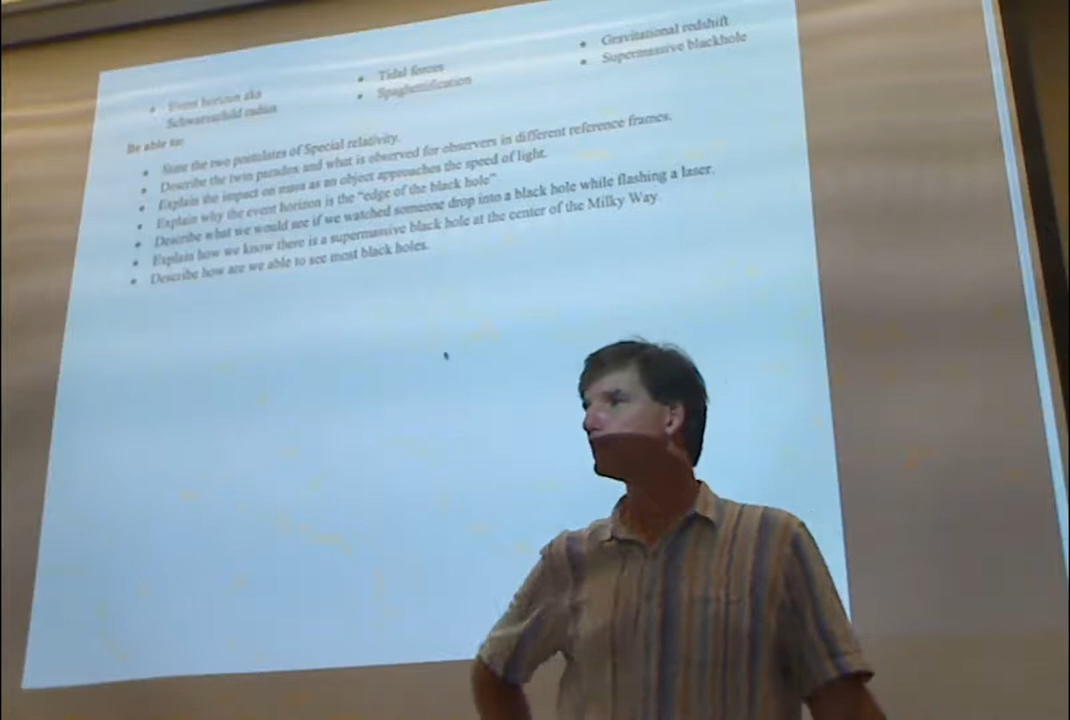 • Event horizon aka
Schwarzschild radius
• Tidal forces
• Spaghettification
• Gravitational redshift
• Supermassive blackhole
Be able to:
• State the two postulates of Special relativity.
• Describe the twin paradox and what is observed for observers in different reference frames.
• Explain the impact on mass as an object approaches the speed of light.
• Explain why the event horizon is the "edge of the black hole"
• Describe what we would see if we watched someone drop into a black hole while flashing a laser.
• Explain how we know there is a supermassive black hole at the center of the Milky Way
• Describe how are we able to see most black holes.